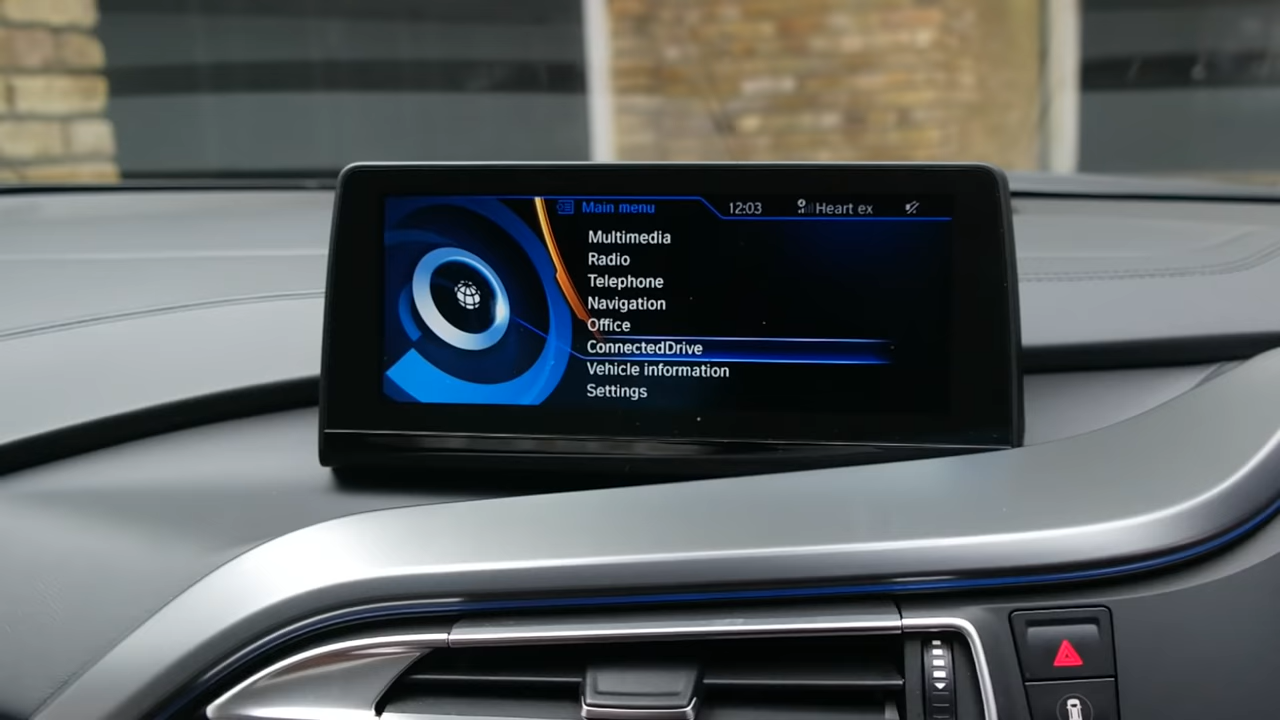 Main menu 12:03 Heart ex
Multimedia
Radio
Telephone
Navigation
Office
ConnectedDrive
Vehicle information
Settings